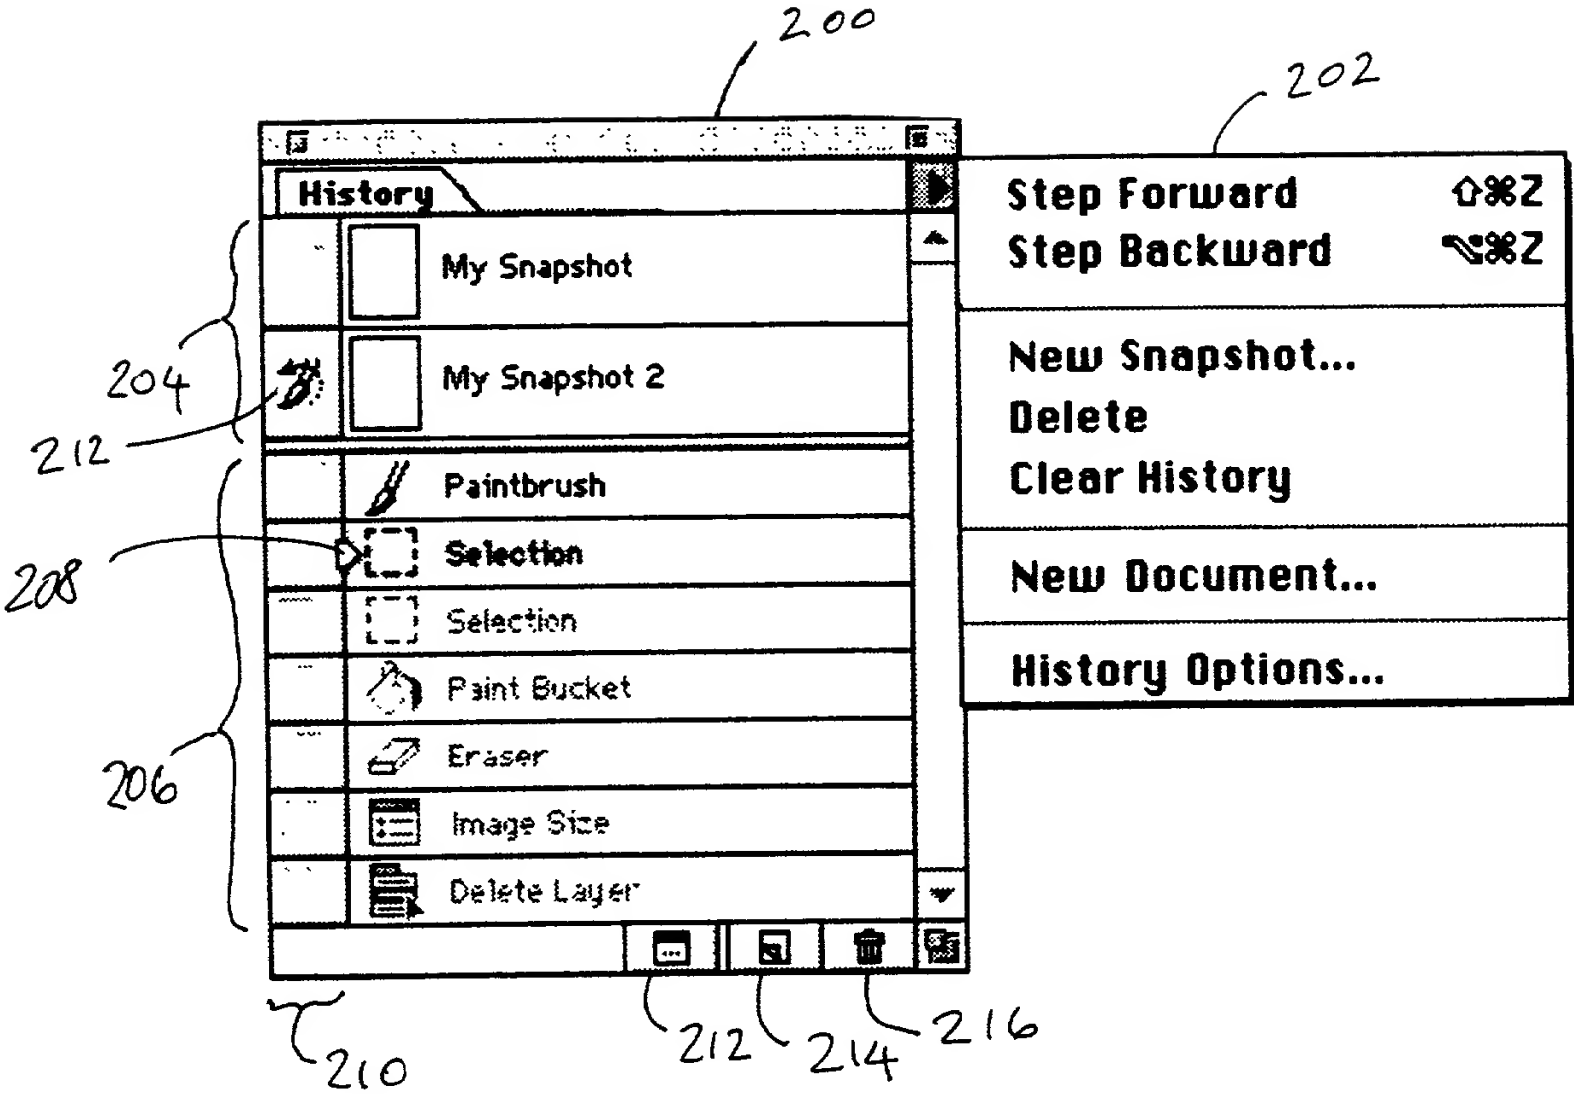 200
202
History
Step Forward ⇧⌘Z
Step Backward ⌥⌘Z
My Snapshot
New Snapshot...
204
My Snapshot 2
Delete
212
Clear History
Paintbrush
208
Selection
New Document...
Selection
History Options...
Paint Bucket
206
Eraser
Image Size
Delete Layer
210
212
214
216